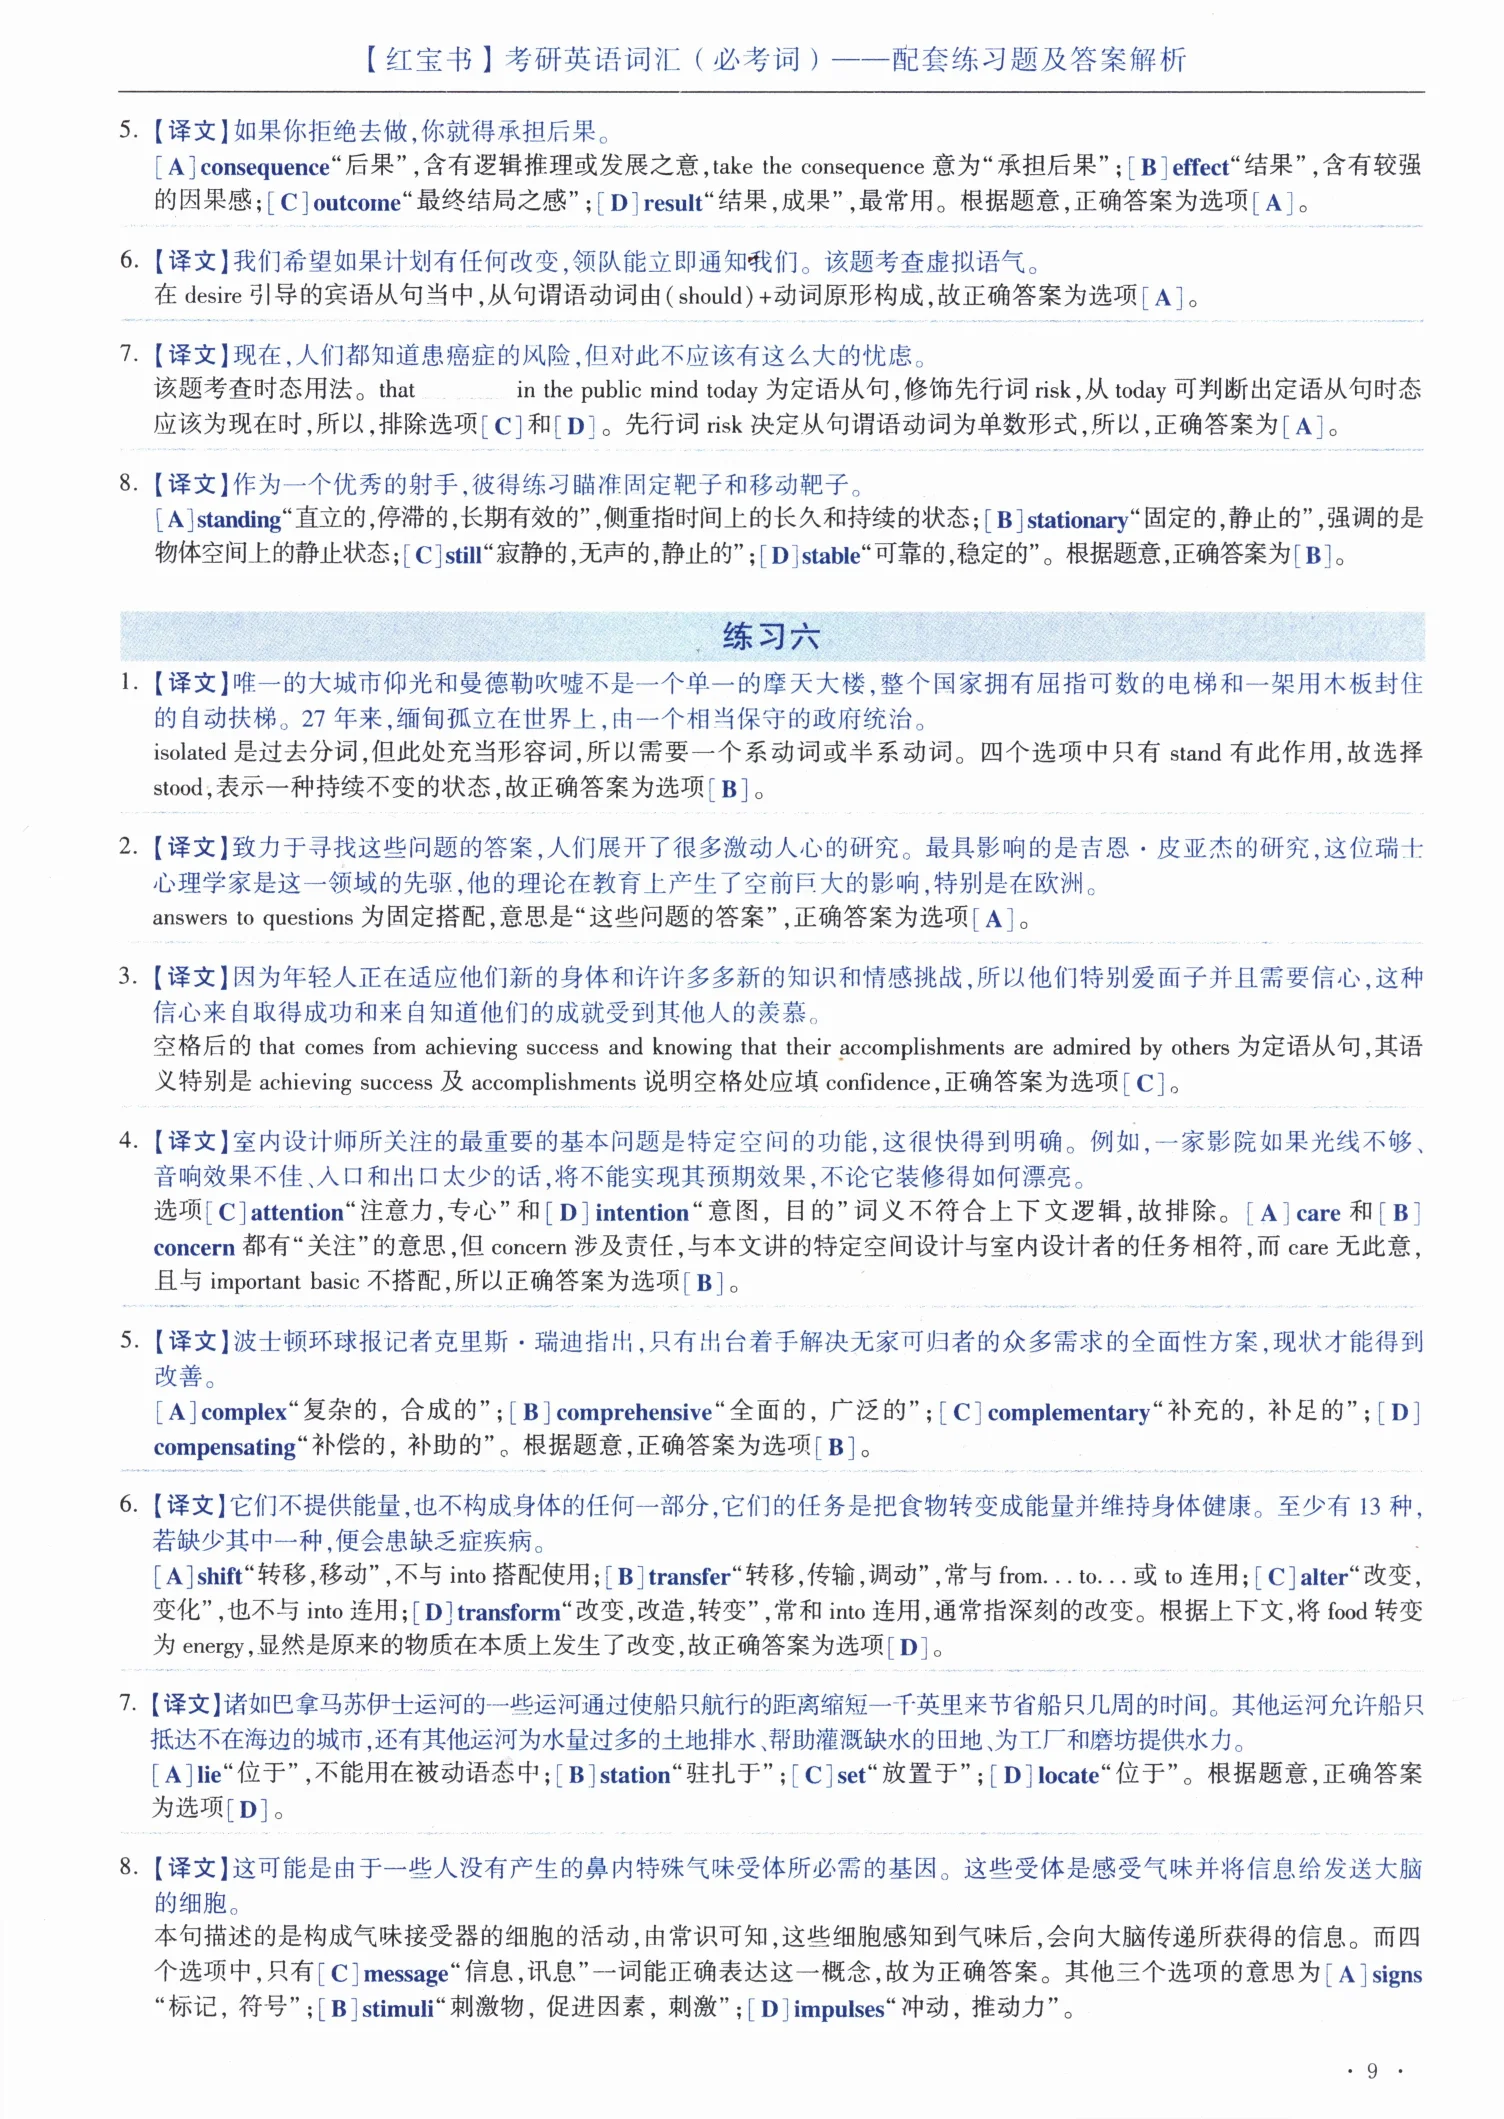 【红宝书】考研英语词汇(必考词)——配套练习题及答案解析
5. 【译文】如果你拒绝去做,你就得承担后果。
[A]consequence“后果”,含有逻辑推理或发展之意,take the consequence 意为“承担后果”;[B]effect“结果”,含有较强
的因果感;[C]outcome“最终结局之感”;[D]result“结果,成果”,最常用。根据题意,正确答案为选项[A]。
6. 【译文】我们希望如果计划有任何改变,领队能立即通知我们。该题考查虚拟语气。
在 desire 引导的宾语从句当中,从句谓语动词由(should)+动词原形构成,故正确答案为选项[A]。
7. 【译文】现在,人们都知道患癌症的风险,但对此不应该有这么大的忧虑。
该题考查时态用法。that ______ in the public mind today 为定语从句,修饰先行词 risk,从 today 可判断出定语从句时态
应该为现在时,所以,排除选项[C]和[D]。先行词 risk 决定从句谓语动词为单数形式,所以,正确答案为[A]。
8. 【译文】作为一个优秀的射手,彼得练习瞄准固定靶子和移动靶子。
[A]standing“直立的,停滞的,长期有效的”,侧重指时间上的长久和持续的状态;[B]stationary“固定的,静止的”,强调的是
物体空间上的静止状态;[C]still“寂静的,无声的,静止的”;[D]stable“可靠的,稳定的”。根据题意,正确答案为[B]。
练习六
1. 【译文】唯一的大城市仰光和曼德勒吹嘘不是一个单一的摩天大楼,整个国家拥有屈指可数的电梯和一架用木板封住
的自动扶梯。27 年来,缅甸孤立在世界上,由一个相当保守的政府统治。
isolated 是过去分词,但此处充当形容词,所以需要一个系动词或半系动词。四个选项中只有 stand 有此作用,故选择
stood,表示一种持续不变的状态,故正确答案为选项[B]。
2. 【译文】致力于寻找这些问题的答案,人们展开了很多激动人心的研究。最具影响的是吉恩·皮亚杰的研究,这位瑞士
心理学家是这一领域的先驱,他的理论在教育上产生了空前巨大的影响,特别是在欧洲。
answers to questions 为固定搭配,意思是“这些问题的答案”,正确答案为选项[A]。
3. 【译文】因为年轻人正在适应他们新的身体和许许多多新的知识和情感挑战,所以他们特别爱面子并且需要信心,这种
信心来自取得成功和来自知道他们的成就受到其他人的羡慕。
空格后的 that comes from achieving success and knowing that their accomplishments are admired by others 为定语从句,其语
义特别是 achieving success 及 accomplishments 说明空格处应填 confidence,正确答案为选项[C]。
4. 【译文】室内设计师所关注的最重要的基本问题是特定空间的功能,这很快得到明确。例如,一家影院如果光线不够、
音响效果不佳、入口和出口太少的话,将不能实现其预期效果,不论它装修得如何漂亮。
选项[C]attention“注意力,专心”和[D]intention“意图, 目的”词义不符合上下文逻辑,故排除。[A]care 和[B]
concern 都有“关注”的意思,但 concern 涉及责任,与本文讲的特定空间设计与室内设计者的任务相符,而 care 无此意,
且与 important basic 不搭配,所以正确答案为选项[B]。
5. 【译文】波士顿环球报记者克里斯·瑞迪指出,只有出台着手解决无家可归者的众多需求的全面性方案,现状才能得到
改善。
[A]complex“复杂的, 合成的”;[B]comprehensive“全面的, 广泛的”;[C]complementary“补充的, 补足的”;[D]
compensating“补偿的, 补助的”。根据题意,正确答案为选项[B]。
6. 【译文】它们不提供能量,也不构成身体的任何一部分,它们的任务是把食物转变成能量并维持身体健康。至少有 13 种,
若缺少其中一种,便会患缺乏症疾病。
[A]shift“转移,移动”,不与 into 搭配使用;[B]transfer“转移,传输,调动”,常与 from...to...或 to 连用;[C]alter“改变,
变化”,也不与 into 连用;[D]transform“改变,改造,转变”,常和 into 连用,通常指深刻的改变。根据上下文,将 food 转变
为 energy,显然是原来的物质在本质上发生了改变,故正确答案为选项[D]。
7. 【译文】诸如巴拿马苏伊士运河的一些运河通过使船只航行的距离缩短一千英里来节省船只几周的时间。其他运河允许船只
抵达不在海边的城市,还有其他运河为水量过多的土地排水、帮助灌溉缺水的田地、为工厂和磨坊提供水力。
[A]lie“位于”,不能用在被动语态中;[B]station“驻扎于”;[C]set“放置于”;[D]locate“位于”。根据题意,正确答案
为选项[D]。
8. 【译文】这可能是由于一些人没有产生的鼻内特殊气味受体所必需的基因。这些受体是感受气味并将信息给发送大脑
的细胞。
本句描述的是构成气味接受器的细胞的活动,由常识可知,这些细胞感知到气味后,会向大脑传递所获得的信息。而四
个选项中,只有[C]message“信息,讯息”一词能正确表达这一概念,故为正确答案。其他三个选项的意思为[A]signs
“标记, 符号”;[B]stimuli“刺激物, 促进因素, 刺激”;[D]impulses“冲动, 推动力”。
· 9 ·